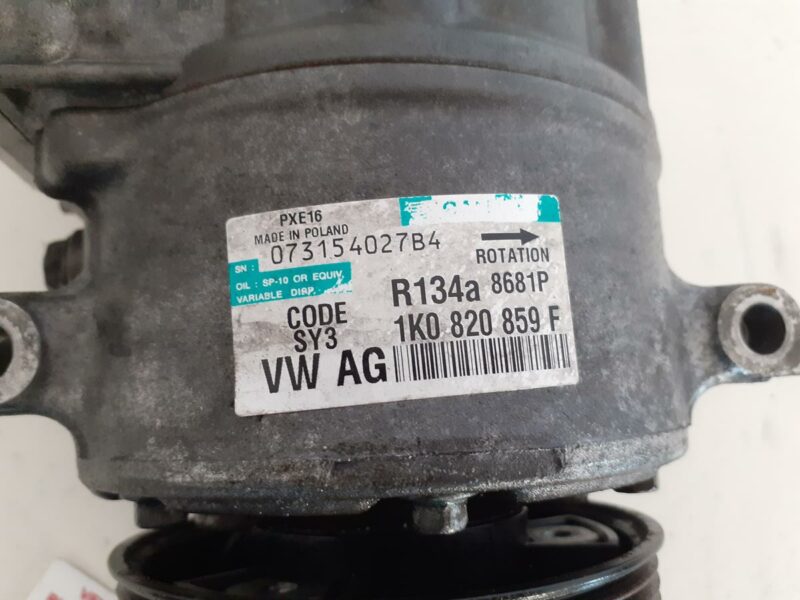 PXE16
MADE IN POLAND
SN : 073154027B4
ROTATION
OIL : SP-10 OR EQUIV.
VARIABLE DISP.
R134a 8681P
CODE
SY3
1K0 820 859 F
VW AG